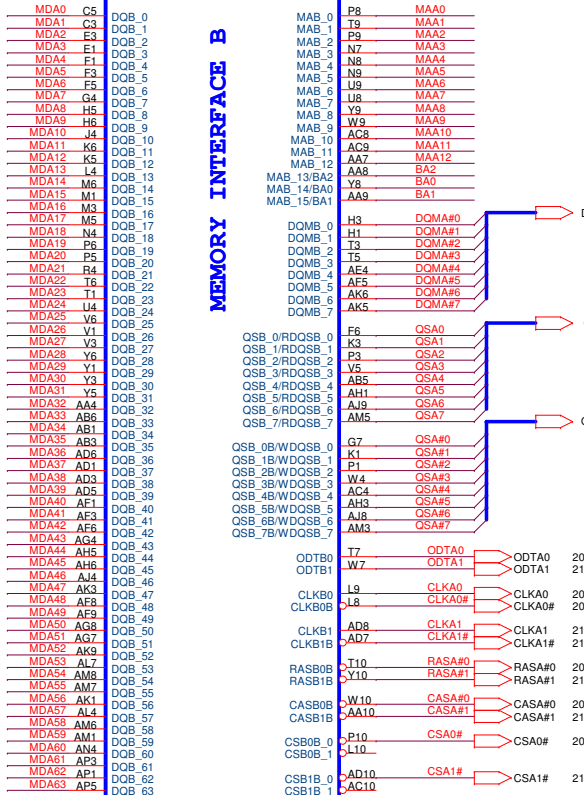 MDA0 C5 DQB_0
MDA1 C3 DQB_1
MDA2 E3 DQB_2
MDA3 E1 DQB_3
MDA4 F1 DQB_4
MDA5 F3 DQB_5
MDA6 F5 DQB_6
MDA7 G4 DQB_7
MDA8 H5 DQB_8
MDA9 H6 DQB_9
MDA10 J4 DQB_10
MDA11 K6 DQB_11
MDA12 K5 DQB_12
MDA13 L4 DQB_13
MDA14 M6 DQB_14
MDA15 M1 DQB_15
MDA16 M3 DQB_16
MDA17 M5 DQB_17
MDA18 N4 DQB_18
MDA19 P6 DQB_19
MDA20 P5 DQB_20
MDA21 R4 DQB_21
MDA22 T6 DQB_22
MDA23 T1 DQB_23
MDA24 U4 DQB_24
MDA25 V6 DQB_25
MDA26 V1 DQB_26
MDA27 V3 DQB_27
MDA28 Y6 DQB_28
MDA29 Y1 DQB_29
MDA30 Y3 DQB_30
MDA31 Y5 DQB_31
MDA32 AA4 DQB_32
MDA33 AB6 DQB_33
MDA34 AB1 DQB_34
MDA35 AB3 DQB_35
MDA36 AD6 DQB_36
MDA37 AD1 DQB_37
MDA38 AD3 DQB_38
MDA39 AD5 DQB_39
MDA40 AF1 DQB_40
MDA41 AF3 DQB_41
MDA42 AF6 DQB_42
MDA43 AG4 DQB_43
MDA44 AH5 DQB_44
MDA45 AH6 DQB_45
MDA46 AJ4 DQB_46
MDA47 AK3 DQB_47
MDA48 AF8 DQB_48
MDA49 AF9 DQB_49
MDA50 AG8 DQB_50
MDA51 AG7 DQB_51
MDA52 AK9 DQB_52
MDA53 AL7 DQB_53
MDA54 AM8 DQB_54
MDA55 AM7 DQB_55
MDA56 AK1 DQB_56
MDA57 AL4 DQB_57
MDA58 AM6 DQB_58
MDA59 AM1 DQB_59
MDA60 AN4 DQB_60
MDA61 AP3 DQB_61
MDA62 AP1 DQB_62
MDA63 AP5 DQB_63
MEMORY INTERFACE B
MAB_0 P8 MAA0
MAB_1 T9 MAA1
MAB_2 P9 MAA2
MAB_3 N7 MAA3
MAB_4 N8 MAA4
MAB_5 N9 MAA5
MAB_6 U9 MAA6
MAB_7 U8 MAA7
MAB_8 Y9 MAA8
MAB_9 W9 MAA9
MAB_10 AC8 MAA10
MAB_11 AC9 MAA11
MAB_12 AA7 MAA12
MAB_13/BA2 AA8 BA2
MAB_14/BA0 Y8 BA0
MAB_15/BA1 AA9 BA1
DQMB_0 H3 DQMA#0
DQMB_1 H1 DQMA#1
DQMB_2 T3 DQMA#2
DQMB_3 T5 DQMA#3
DQMB_4 AE4 DQMA#4
DQMB_5 AF5 DQMA#5
DQMB_6 AK6 DQMA#6
DQMB_7 AK5 DQMA#7
QSB_0/RDQSB_0 F6 QSA0
QSB_1/RDQSB_1 K3 QSA1
QSB_2/RDQSB_2 P3 QSA2
QSB_3/RDQSB_3 V5 QSA3
QSB_4/RDQSB_4 AB5 QSA4
QSB_5/RDQSB_5 AH1 QSA5
QSB_6/RDQSB_6 AJ9 QSA6
QSB_7/RDQSB_7 AM5 QSA7
QSB_0B/WDQSB_0 G7 QSA#0
QSB_1B/WDQSB_1 K1 QSA#1
QSB_2B/WDQSB_2 P1 QSA#2
QSB_3B/WDQSB_3 W4 QSA#3
QSB_4B/WDQSB_4 AC4 QSA#4
QSB_5B/WDQSB_5 AH3 QSA#5
QSB_6B/WDQSB_6 AJ8 QSA#6
QSB_7B/WDQSB_7 AM3 QSA#7
ODTB0 T7 ODTA0 ODTA0 20
ODTB1 W7 ODTA1 ODTA1 21
CLKB0 L9 CLKA0 CLKA0 20
CLKB0B L8 CLKA0# CLKA0# 20
CLKB1 AD8 CLKA1 CLKA1 21
CLKB1B AD7 CLKA1# CLKA1# 21
RASB0B T10 RASA#0 RASA#0 20
RASB1B Y10 RASA#1 RASA#1 21
CASB0B W10 CASA#0 CASA#0 20
CASB1B AA10 CASA#1 CASA#1 21
CSB0B_0 P10 CSA0# CSA0# 20
CSB0B_1 L10
CSB1B_0 AD10 CSA1# CSA1# 21
CSB1B_1 AC10